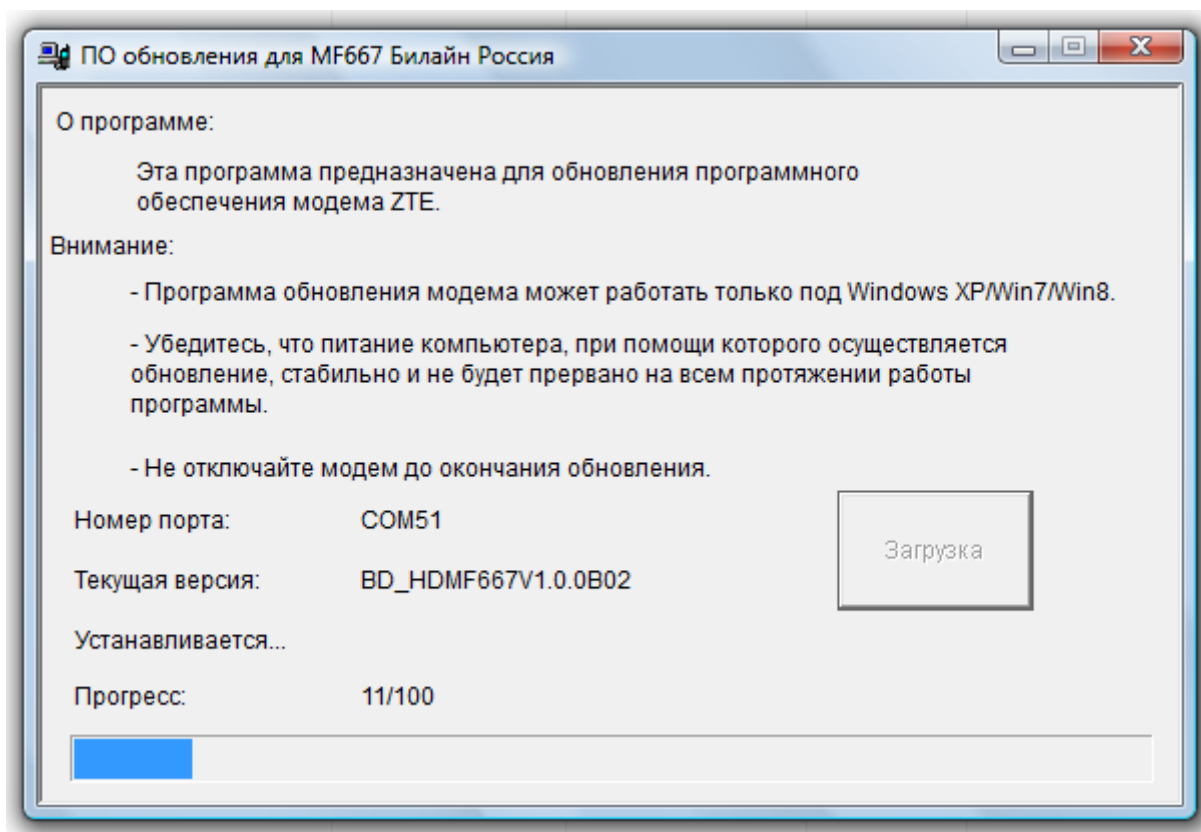 ПО обновления для MF667 Билайн Россия
О программе:
Эта программа предназначена для обновления программного
обеспечения модема ZTE.
Внимание:
- Программа обновления модема может работать только под Windows XP/Win7/Win8.
- Убедитесь, что питание компьютера, при помощи которого осуществляется
обновление, стабильно и не будет прервано на всем протяжении работы
программы.
- Не отключайте модем до окончания обновления.
Номер порта: COM51
Загрузка
Текущая версия: BD_HDMF667V1.0.0B02
Устанавливается...
Прогресс: 11/100